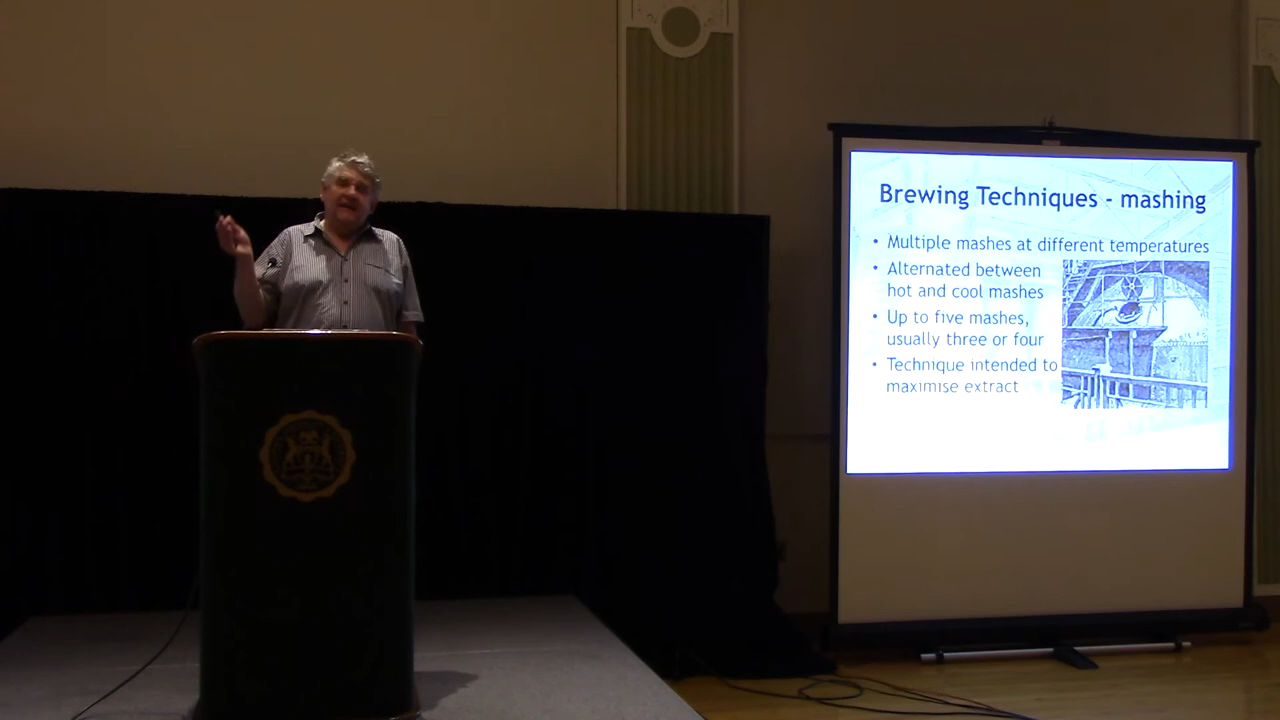 Brewing Techniques - mashing
• Multiple mashes at different temperatures
• Alternated between
hot and cool mashes
• Up to five mashes,
usually three or four
• Technique intended to
maximise extract